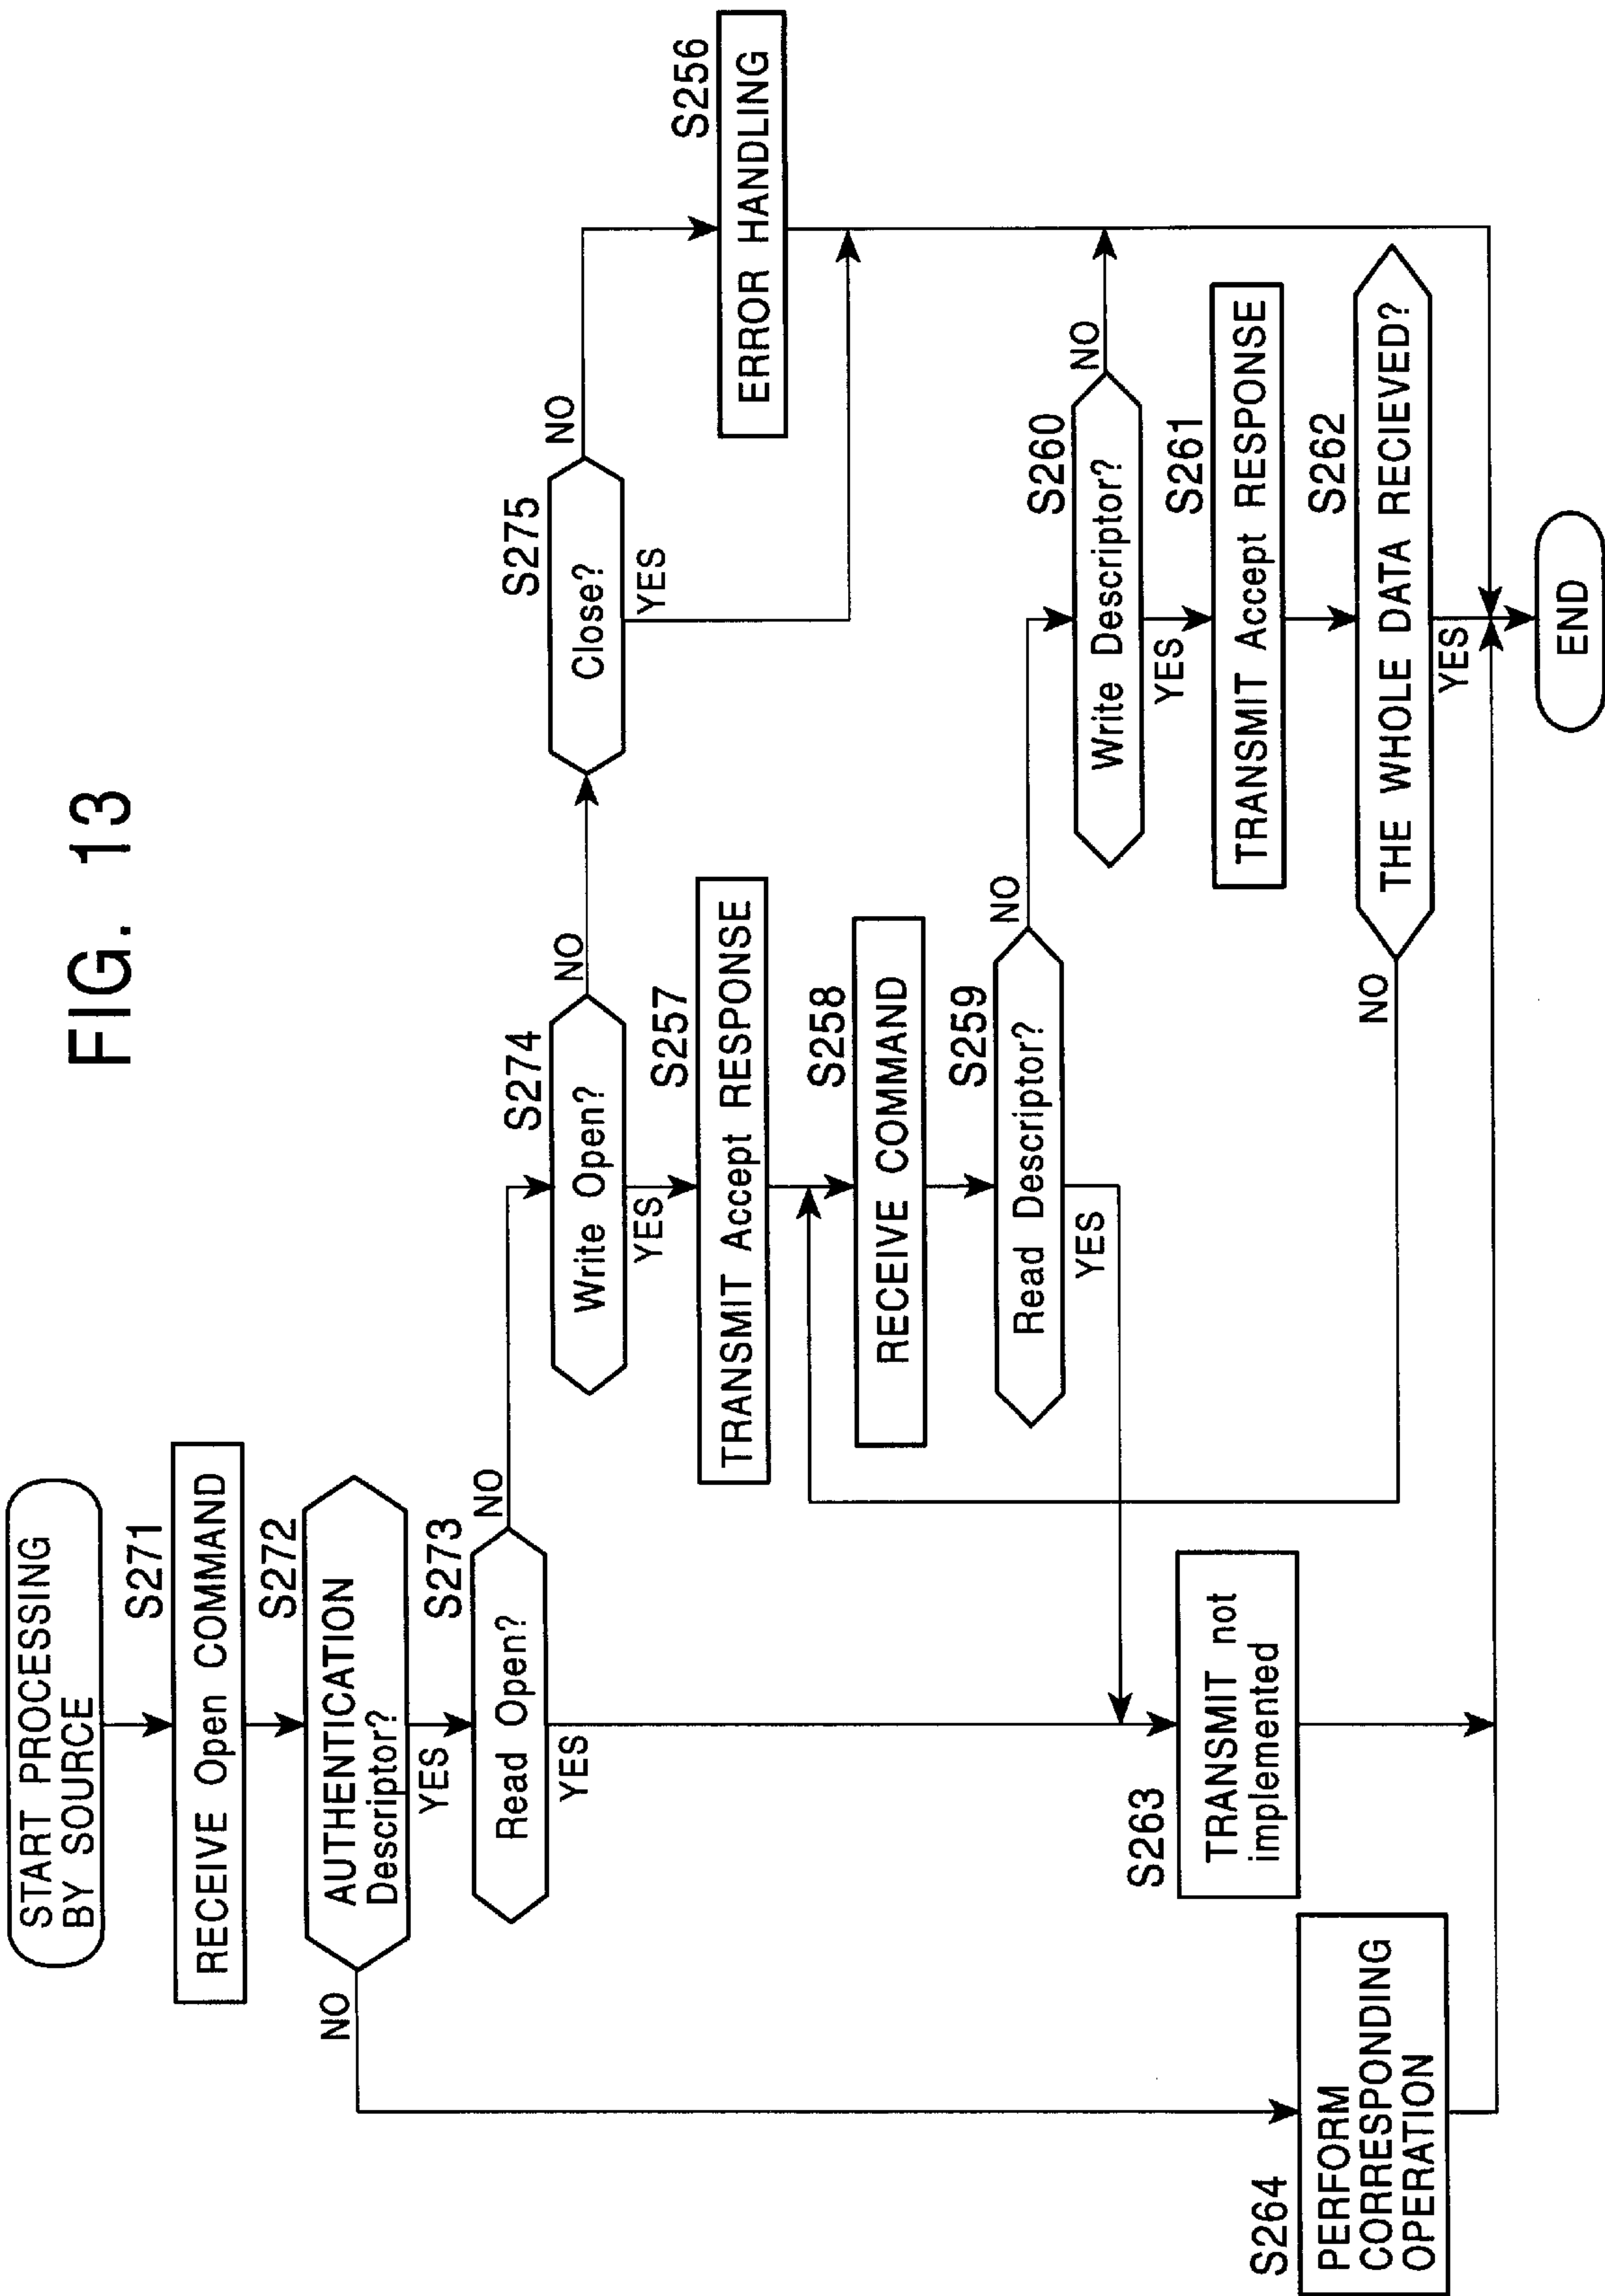 FIG. 13
START PROCESSING
BY SOURCE
S271
RECEIVE Open COMMAND
S272
AUTHENTICATION
Descriptor?
NO
YES
S273
Read Open?
NO
YES
S274
Write Open?
NO
YES
S275
Close?
NO
YES
S256
ERROR HANDLING
S257
TRANSMIT Accept RESPONSE
S258
RECEIVE COMMAND
S259
Read Descriptor?
NO
YES
S260
Write Descriptor?
NO
YES
S261
TRANSMIT Accept RESPONSE
S262
THE WHOLE DATA RECIEVED?
NO
YES
S263
TRANSMIT not
implemented
S264
PERFORM
CORRESPONDING
OPERATION
END